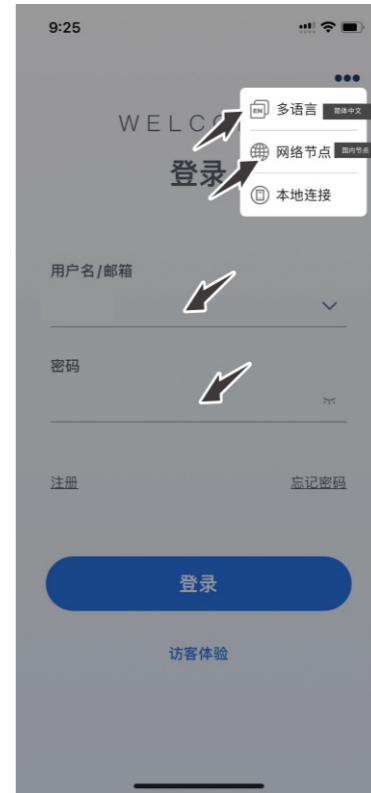 9:25
WELCO
登录
EN 多语言 简体中文
网络节点 国内节点
本地连接
用户名/邮箱
密码
注册 忘记密码
登录
访客体验